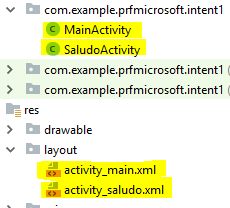 com.example.prfmicrosoft.intent1
MainActivity
SaludoActivity
com.example.prfmicrosoft.intent1 (
com.example.prfmicrosoft.intent1 (
res
drawable
layout
activity_main.xml
activity_saludo.xml